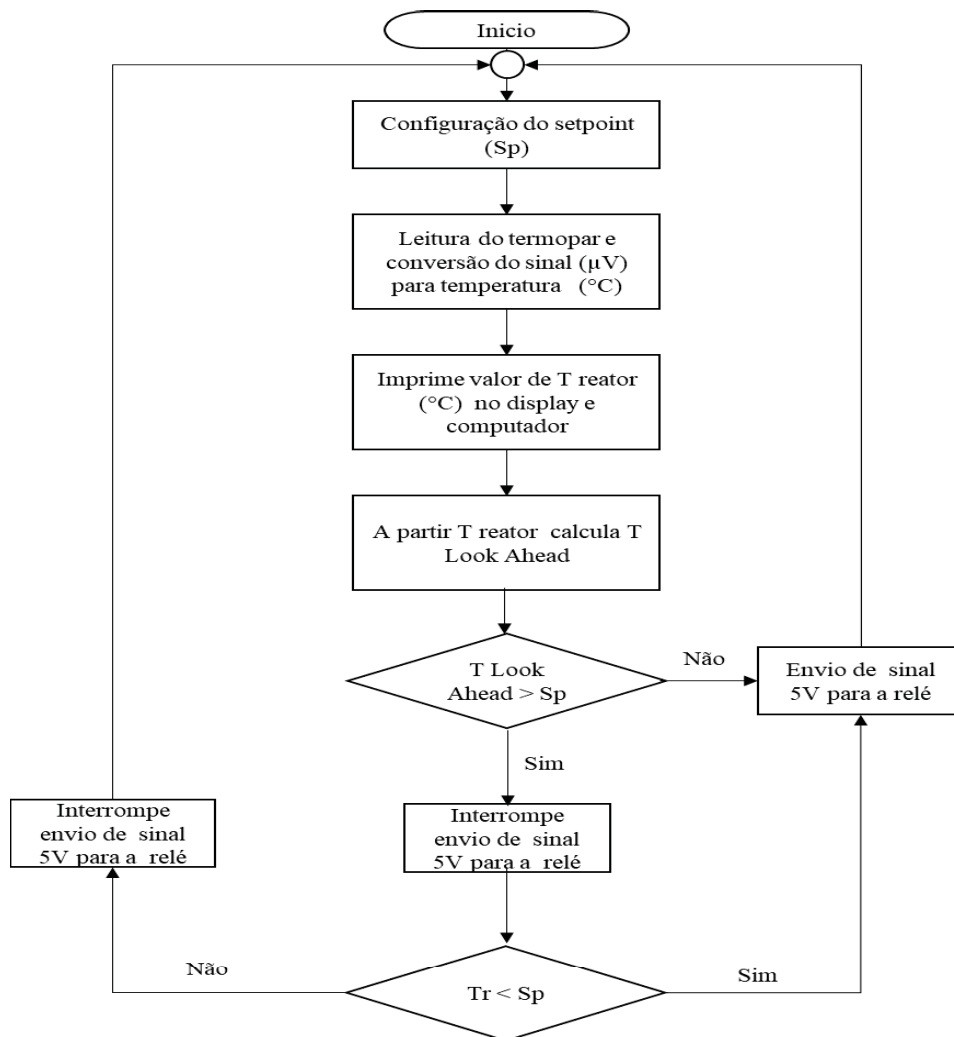 Inicio
Configuração do setpoint
(Sp)
Leitura do termopar e
conversão do sinal (µV)
para temperatura (°C)
Imprime valor de T reator
(°C) no display e
computador
A partir T reator calcula T
Look Ahead
T Look
Ahead > Sp
Não
Envio de sinal
5V para a relé
Sim
Interrompe
envio de sinal
5V para a relé
Interrompe
envio de sinal
5V para a relé
Não
Tr < Sp
Sim